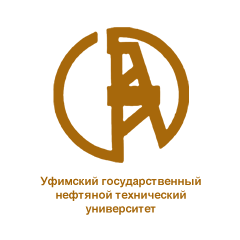 Уфимский государственный
нефтяной технический
университет